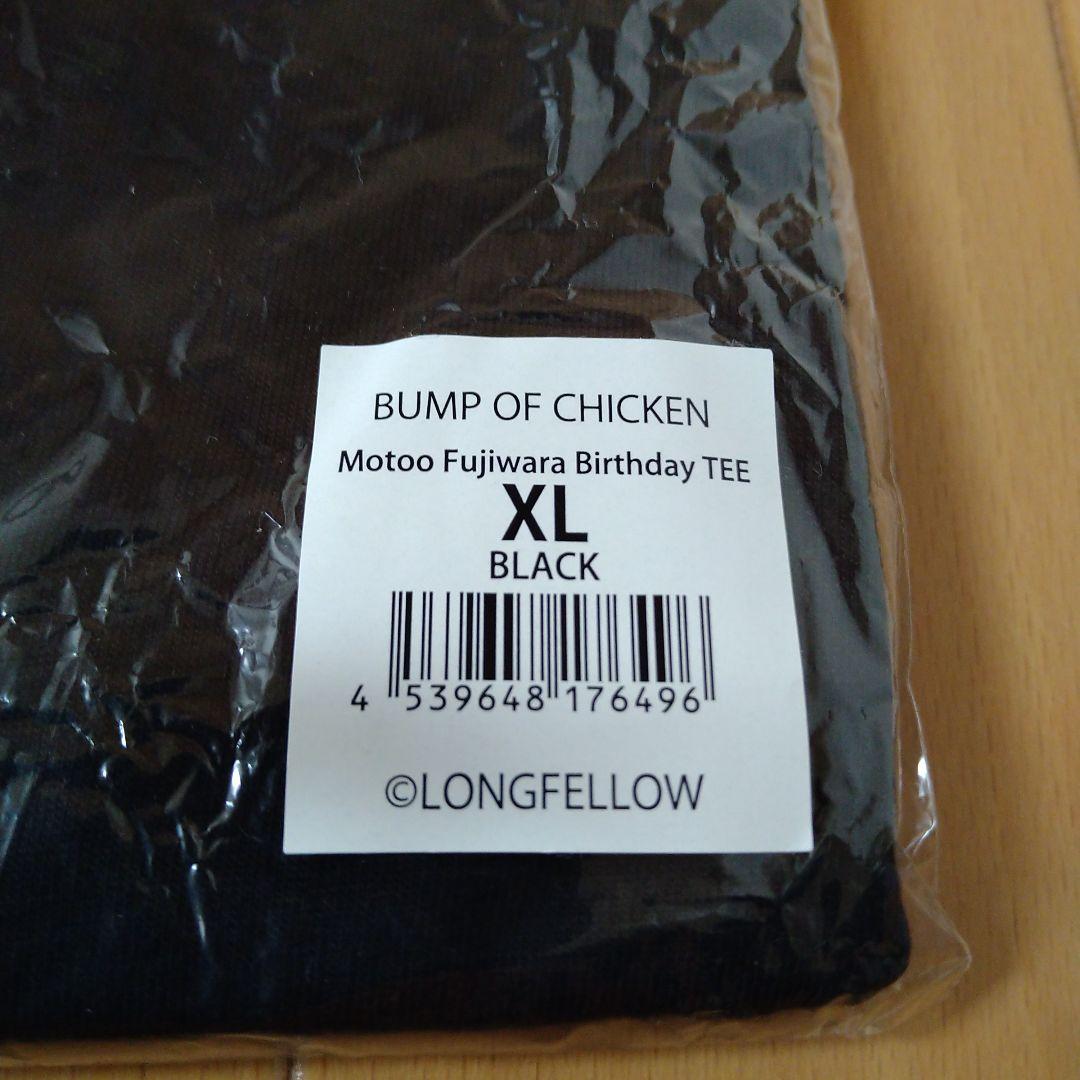 BUMP OF CHICKEN
Motoo Fujiwara Birthday TEE
XL
BLACK
4 539648 176496
©LONGFELLOW